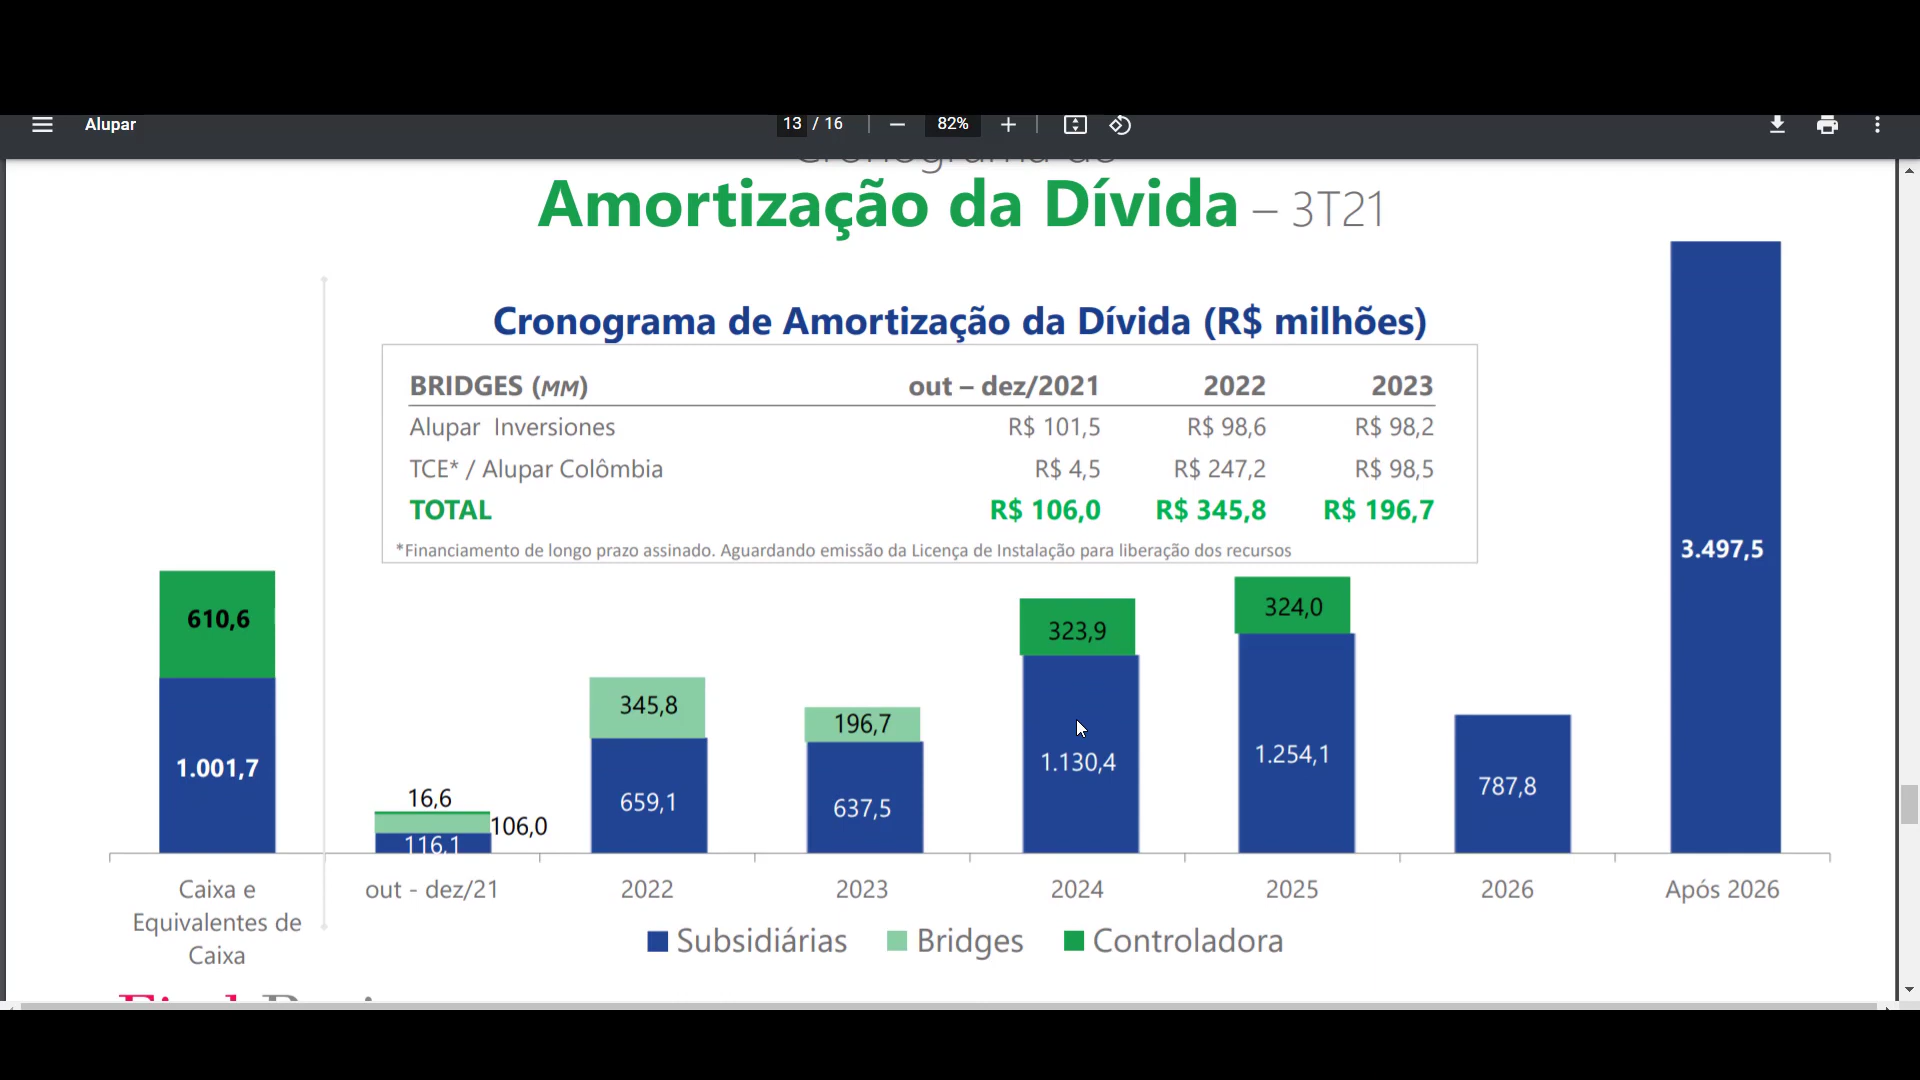 Alupar
13 / 16
82%
Cronograma de
Amortização da Dívida – 3T21
Cronograma de Amortização da Dívida (R$ milhões)
BRIDGES (MM) out – dez/2021 2022 2023
Alupar Inversiones R$ 101,5 R$ 98,6 R$ 98,2
TCE* / Alupar Colômbia R$ 4,5 R$ 247,2 R$ 98,5
TOTAL R$ 106,0 R$ 345,8 R$ 196,7
*Financiamento de longo prazo assinado. Aguardando emissão da Licença de Instalação para liberação dos recursos
610,6
1.001,7
16,6
106,0
116,1
345,8
659,1
196,7
637,5
323,9
1.130,4
324,0
1.254,1
787,8
3.497,5
Caixa e
Equivalentes de
Caixa
out - dez/21
2022
2023
2024
2025
2026
Após 2026
Subsidiárias Bridges Controladora